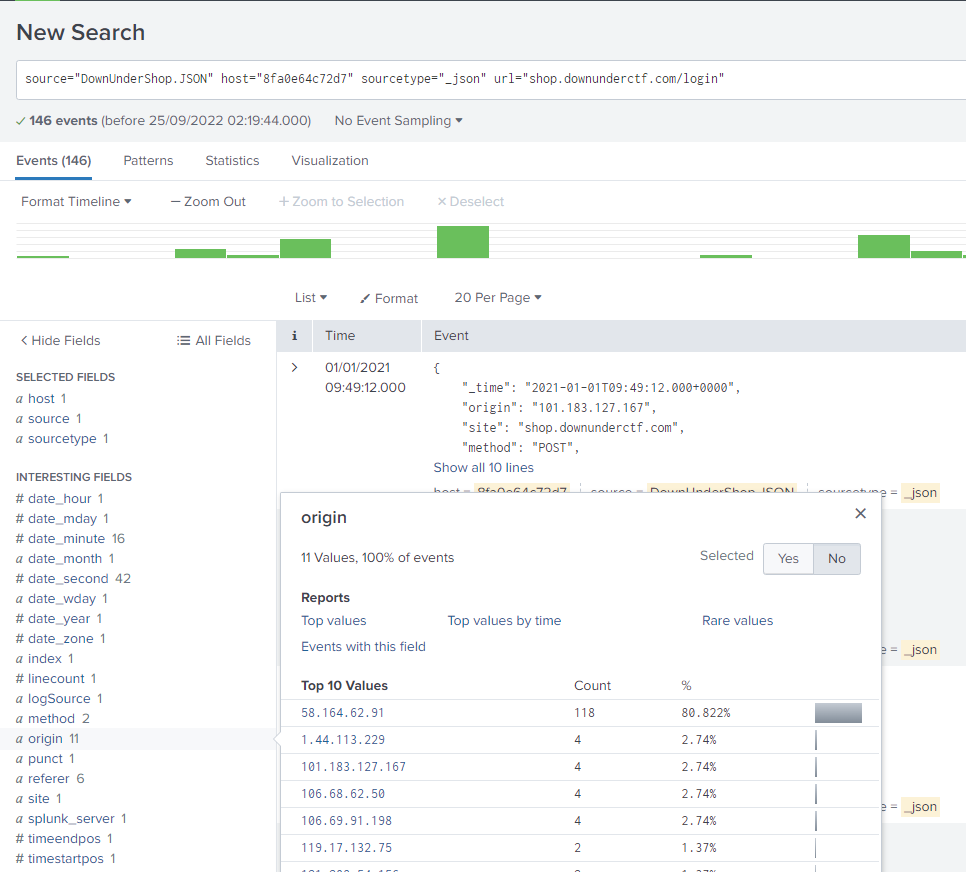 New Search
source="DownUnderShop.JSON" host="8fa0e64c72d7" sourcetype="_json" url="shop.downunderctf.com/login"
✓ 146 events (before 25/09/2022 02:19:44.000) No Event Sampling ▾
Events (146) Patterns Statistics Visualization
Format Timeline ▾ — Zoom Out + Zoom to Selection × Deselect
List ▾ Format 20 Per Page ▾
< Hide Fields All Fields
i Time Event
SELECTED FIELDS
a host 1
a source 1
a sourcetype 1
INTERESTING FIELDS
# date_hour 1
# date_mday 1
# date_minute 16
# date_month 1
# date_second 42
a date_wday 1
# date_year 1
# date_zone 1
a index 1
# linecount 1
a logSource 1
a method 2
a origin 11
a punct 1
a referer 6
a site 1
a splunk_server 1
# timeendpos 1
# timestartpos 1
> 01/01/2021
09:49:12.000
{
"_time": "2021-01-01T09:49:12.000+0000",
"origin": "101.183.127.167",
"site": "shop.downunderctf.com",
"method": "POST",
Show all 10 lines
host = 8fa0e64c72d7 source = DownUnderShop.JSON sourcetype = _json
origin ×
11 Values, 100% of events Selected Yes No
Reports
Top values Top values by time Rare values
Events with this field
e = _json
Top 10 Values Count %
58.164.62.91 118 80.822%
1.44.113.229 4 2.74%
101.183.127.167 4 2.74%
106.68.62.50 4 2.74%
e = _json
106.69.91.198 4 2.74%
119.17.132.75 2 1.37%